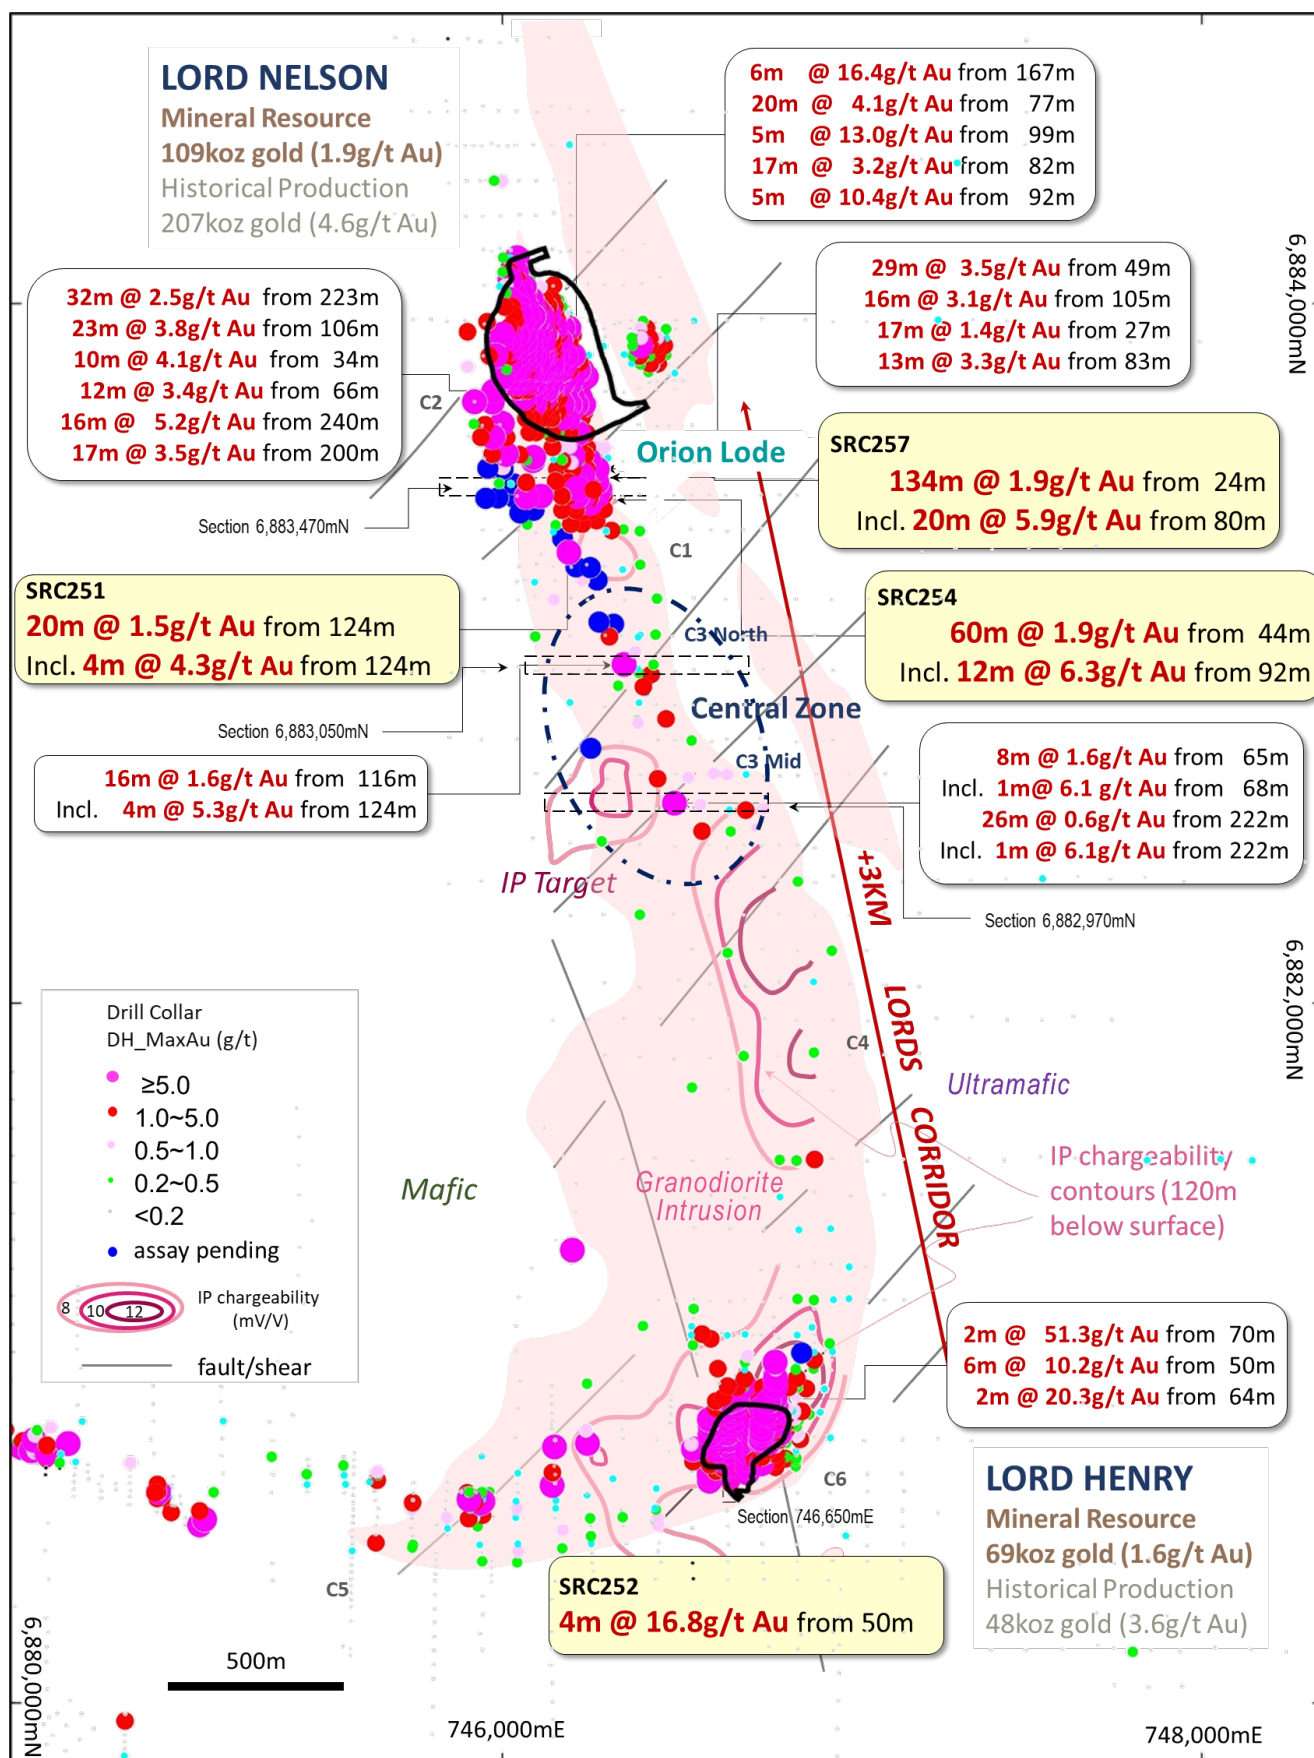 LORD NELSON
Mineral Resource
109koz gold (1.9g/t Au)
Historical Production
207koz gold (4.6g/t Au)
6m @ 16.4g/t Au from 167m
20m @ 4.1g/t Au from 77m
5m @ 13.0g/t Au from 99m
17m @ 3.2g/t Au from 82m
5m @ 10.4g/t Au from 92m
6,884,000mN
32m @ 2.5g/t Au from 223m
23m @ 3.8g/t Au from 106m
10m @ 4.1g/t Au from 34m
12m @ 3.4g/t Au from 66m
16m @ 5.2g/t Au from 240m
17m @ 3.5g/t Au from 200m
29m @ 3.5g/t Au from 49m
16m @ 3.1g/t Au from 105m
17m @ 1.4g/t Au from 27m
13m @ 3.3g/t Au from 83m
C2
Orion Lode
SRC257
134m @ 1.9g/t Au from 24m
Incl. 20m @ 5.9g/t Au from 80m
Section 6,883,470mN
C1
SRC251
20m @ 1.5g/t Au from 124m
Incl. 4m @ 4.3g/t Au from 124m
SRC254
60m @ 1.9g/t Au from 44m
Incl. 12m @ 6.3g/t Au from 92m
C3 North
Central Zone
Section 6,883,050mN
C3 Mid
16m @ 1.6g/t Au from 116m
Incl. 4m @ 5.3g/t Au from 124m
8m @ 1.6g/t Au from 65m
Incl. 1m@ 6.1 g/t Au from 68m
26m @ 0.6g/t Au from 222m
Incl. 1m @ 6.1g/t Au from 222m
IP Target
Section 6,882,970mN
+3KM LORDS CORRIDOR
6,882,000mN
Drill Collar
DH_MaxAu (g/t)
≥5.0
1.0~5.0
0.5~1.0
0.2~0.5
<0.2
assay pending
8 10 12
IP chargeability
(mV/V)
fault/shear
C4
Ultramafic
Mafic
Granodiorite
Intrusion
IP chargeability
contours (120m
below surface)
2m @ 51.3g/t Au from 70m
6m @ 10.2g/t Au from 50m
2m @ 20.3g/t Au from 64m
C6
Section 746,650mE
LORD HENRY
Mineral Resource
69koz gold (1.6g/t Au)
Historical Production
48koz gold (3.6g/t Au)
C5
SRC252
4m @ 16.8g/t Au from 50m
6,880,000mN
500m
746,000mE
748,000mE